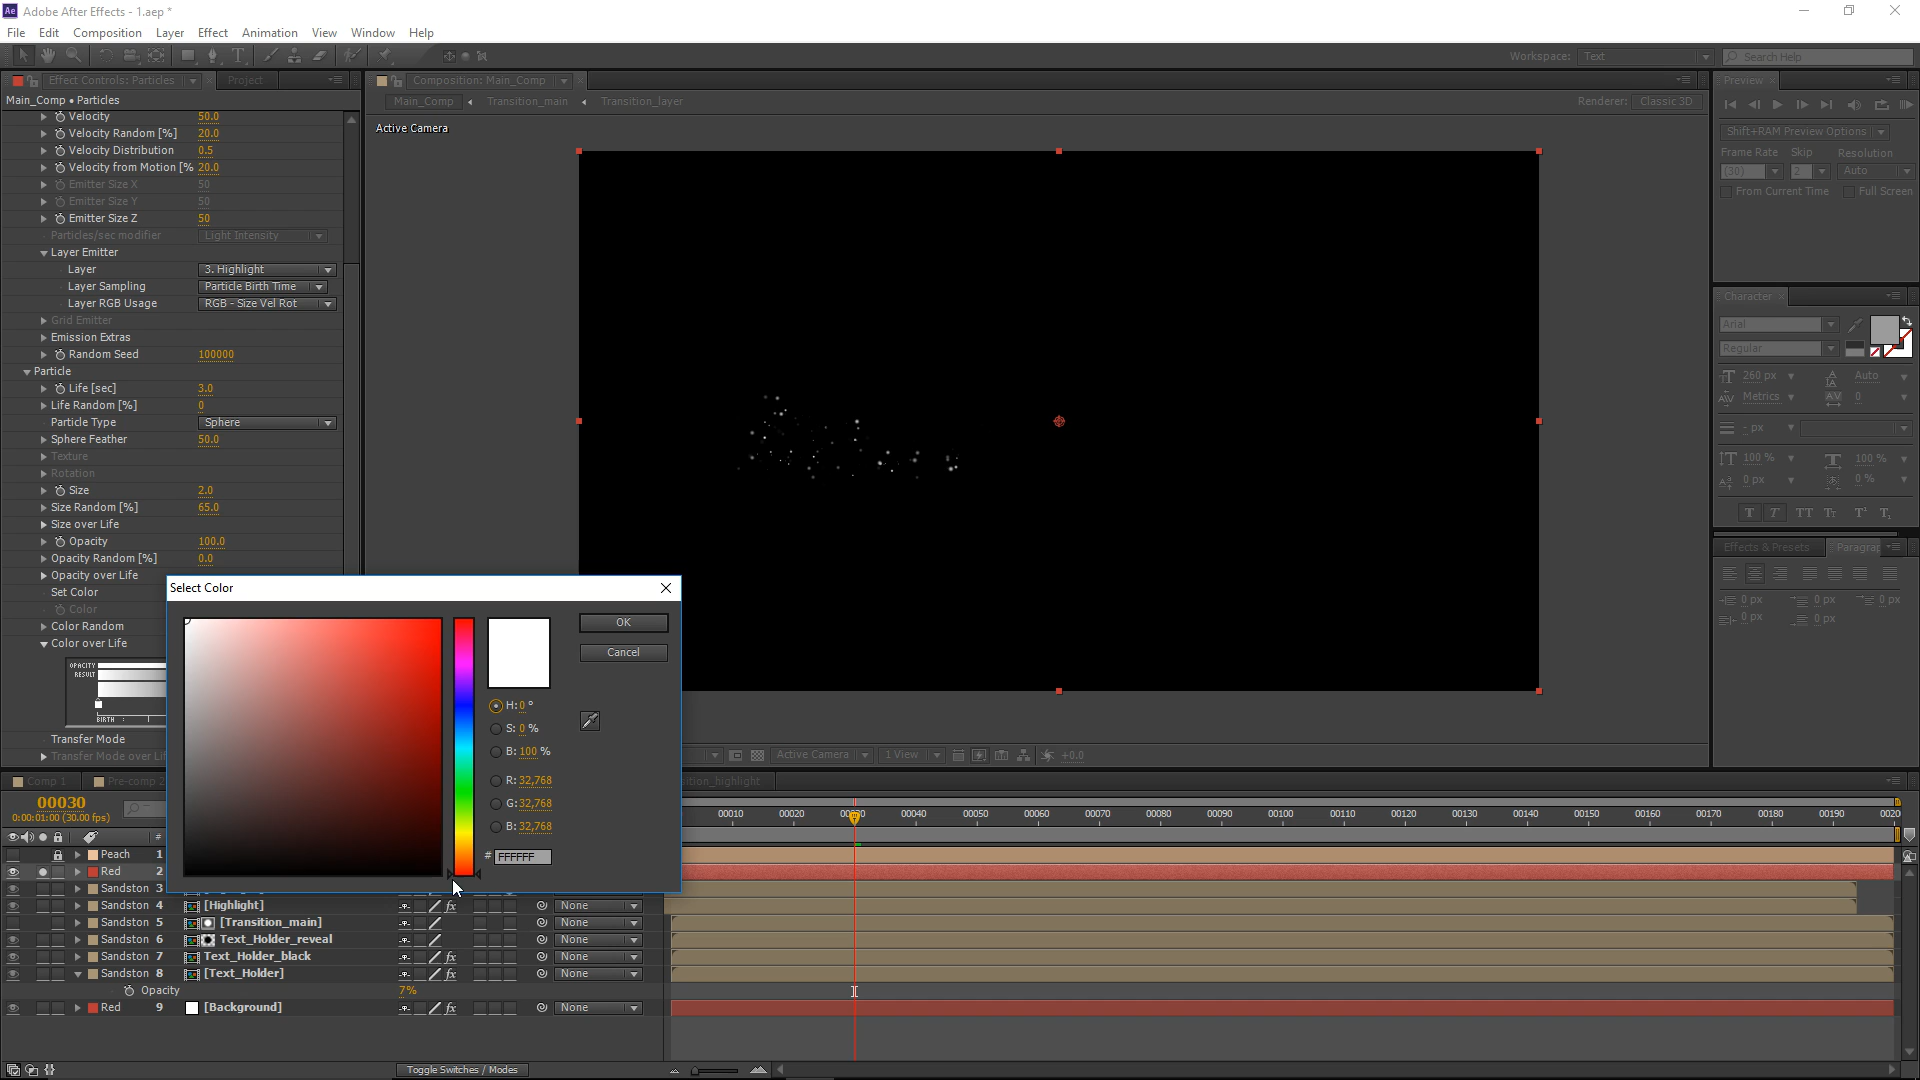 Ae Adobe After Effects - 1.aep *
File Edit Composition Layer Effect Animation View Window Help
Workspace: Text Search Help
Effect Controls: Particles Project
Composition: Main_Comp
Preview
Main_Comp • Particles
Main_Comp Transition_main Transition_layer
Renderer: Classic 3D
Active Camera
Velocity 50.0
Velocity Random [%] 20.0
Velocity Distribution 0.5
Velocity from Motion [% 20.0
Emitter Size X 50
Emitter Size Y 50
Emitter Size Z 50
Particles/sec modifier Light Intensity
Layer Emitter
Layer 3. Highlight
Layer Sampling Particle Birth Time
Layer RGB Usage RGB - Size Vel Rot
Grid Emitter
Emission Extras
Random Seed 100000
Particle
Life [sec] 3.0
Life Random [%] 0
Particle Type Sphere
Sphere Feather 50.0
Texture
Rotation
Size 2.0
Size Random [%] 65.0
Size over Life
Opacity 100.0
Opacity Random [%] 0.0
Opacity over Life
Set Color
Color
Color Random
Color over Life
OPACITY
RESULT
BIRTH :
Transfer Mode
Transfer Mode over Lif
Select Color
OK
Cancel
H: 0 °
S: 0 %
B: 100 %
R: 32,768
G: 32,768
B: 32,768
# FFFFFF
Active Camera 1 View +0.0
Shift+RAM Preview Options
Frame Rate Skip Resolution
(30) 2 Auto
From Current Time Full Screen
Character
Arial
Regular
260 px Auto
Metrics 0
- px
100 % 100 %
0 px 0 %
T T TT Tт T¹ T₁
Effects & Presets Paragrap
0 px 0 px 0 px
0 px 0 px
Comp 1 Pre-comp 2 ition_highlight
00030
0:00:01:00 (30.00 fps)
00010 00020 00030 00040 00050 00060 00070 00080 00090 00100 00110 00120 00130 00140 00150 00160 00170 00180 00190 0020
#
Peach 1
Red 2
Sandston 3
Sandston 4 [Highlight] fx None
Sandston 5 [Transition_main] None
Sandston 6 Text_Holder_reveal None
Sandston 7 Text_Holder_black fx None
Sandston 8 [Text_Holder] fx None
Opacity 7%
Red 9 [Background] fx None
Toggle Switches / Modes